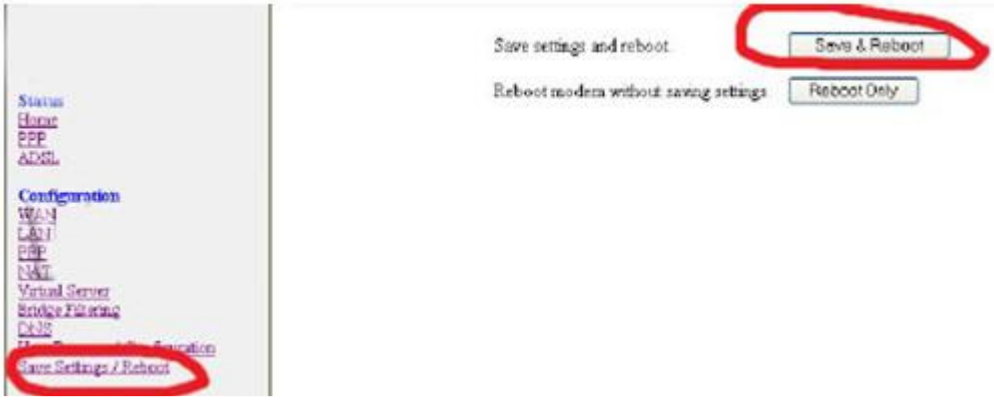 Status
Home
PPP
ADSL
Configuration
WAN
LAN
PPP
NAT
Virtual Server
Bridge Filtering
DNS
Save Settings / Reboot
Save settings and reboot. Save & Reboot
Reboot modem without saving settings Reboot Only